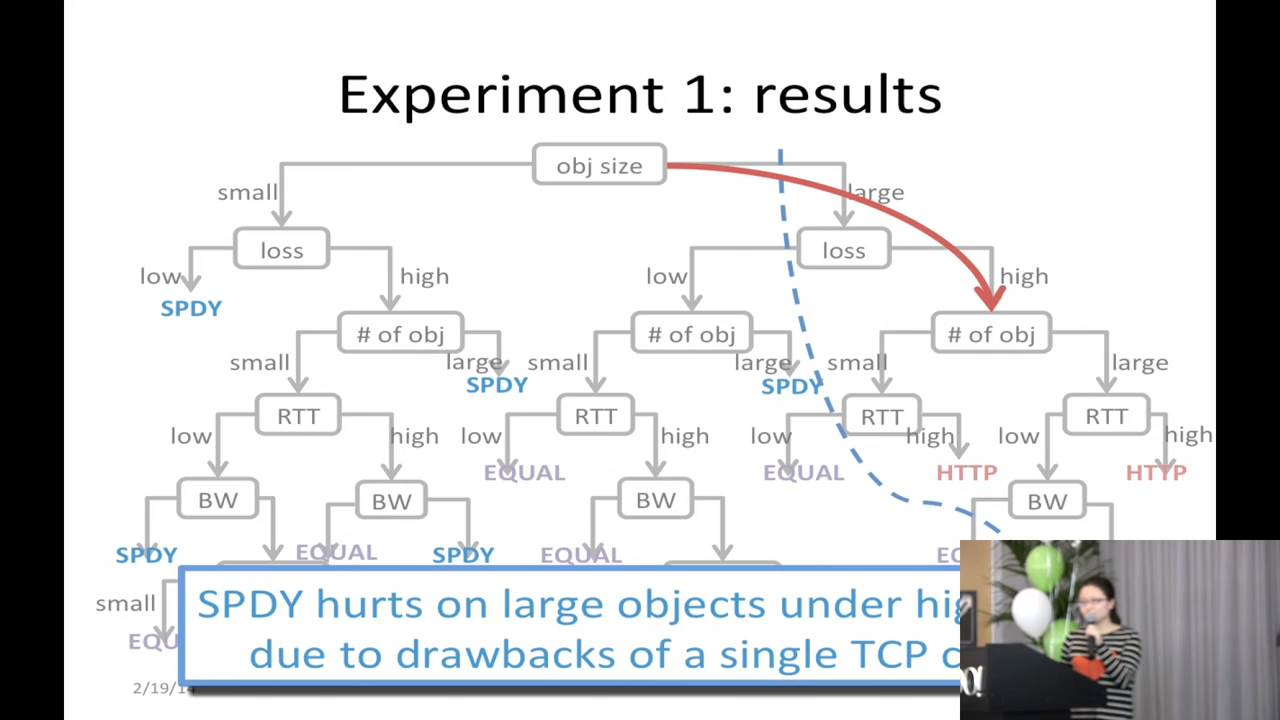 Experiment 1: results
obj size
small
large
loss
loss
low
high
low
high
SPDY
# of obj
# of obj
# of obj
small
large
small
large
small
large
SPDY
SPDY
RTT
RTT
RTT
RTT
low
high
low
high
low
high
low
high
EQUAL
EQUAL
HTTP
HTTP
BW
BW
BW
BW
SPDY
EQUAL
SPDY
EQUAL
small
SPDY hurts on large objects under
due to drawbacks of a single TCP
2/19/1